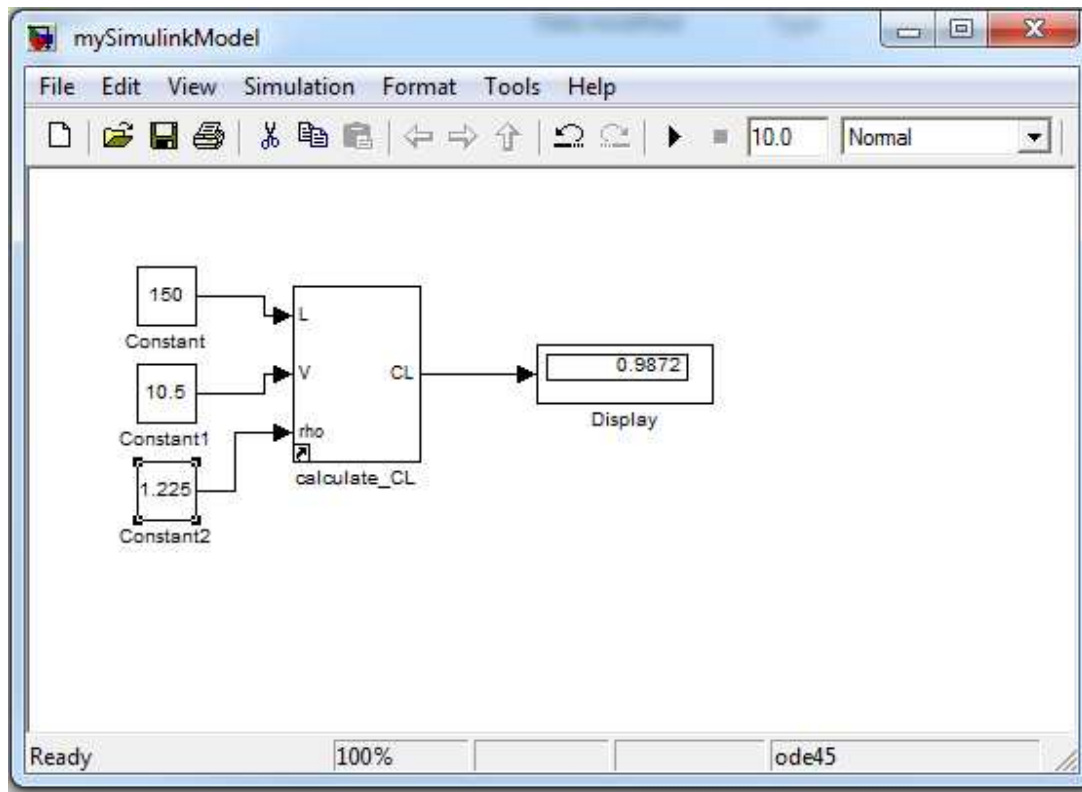 mySimulinkModel
File Edit View Simulation Format Tools Help
10.0 Normal
150
Constant
10.5
Constant1
1.225
Constant2
L
V
rho
CL
calculate_CL
0.9872
Display
Ready 100% ode45